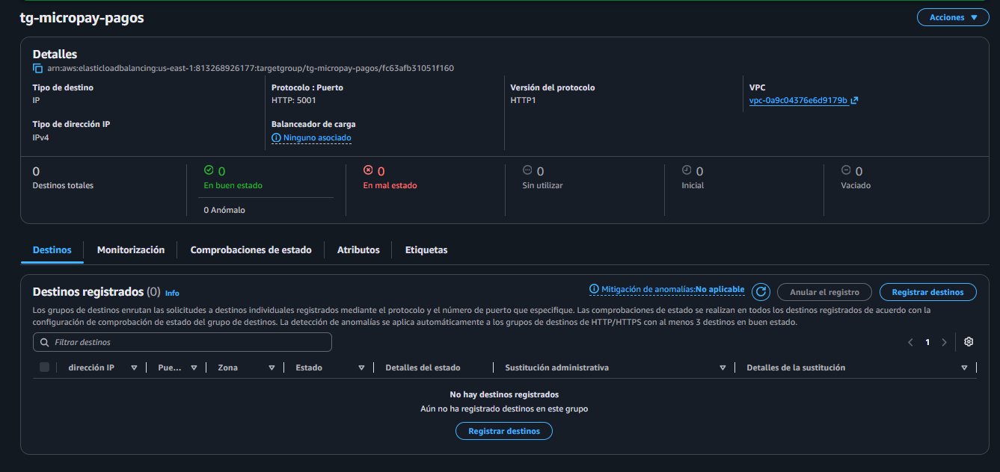 tg-micropay-pagos
Acciones
Detalles
arn:aws:elasticloadbalancing:us-east-1:813268926177:targetgroup/tg-micropay-pagos/fc63afb31051f160
Tipo de destino
IP
Protocolo : Puerto
HTTP: 5001
Versión del protocolo
HTTP1
VPC
vpc-0a9c04376e6d9179b
Tipo de dirección IP
IPv4
Balanceador de carga
Ninguno asociado
0
Destinos totales
0
En buen estado
0 Anómalo
0
En mal estado
0
Sin utilizar
0
Inicial
0
Vaciado
Destinos
Monitorización
Comprobaciones de estado
Atributos
Etiquetas
Destinos registrados (0) Info
Mitigación de anomalías:No aplicable
Anular el registro
Registrar destinos
Los grupos de destinos enrutan las solicitudes a destinos individuales registrados mediante el protocolo y el número de puerto que especifique. Las comprobaciones de estado se realizan en todos los destinos registrados de acuerdo con la
configuración de comprobación de estado del grupo de destinos. La detección de anomalías se aplica automáticamente a los grupos de destinos de HTTP/HTTPS con al menos 3 destinos en buen estado.
Filtrar destinos
1
dirección IP
Pue...
Zona
Estado
Detalles del estado
Sustitución administrativa
Detalles de la sustitución
No hay destinos registrados
Aún no ha registrado destinos en este grupo
Registrar destinos